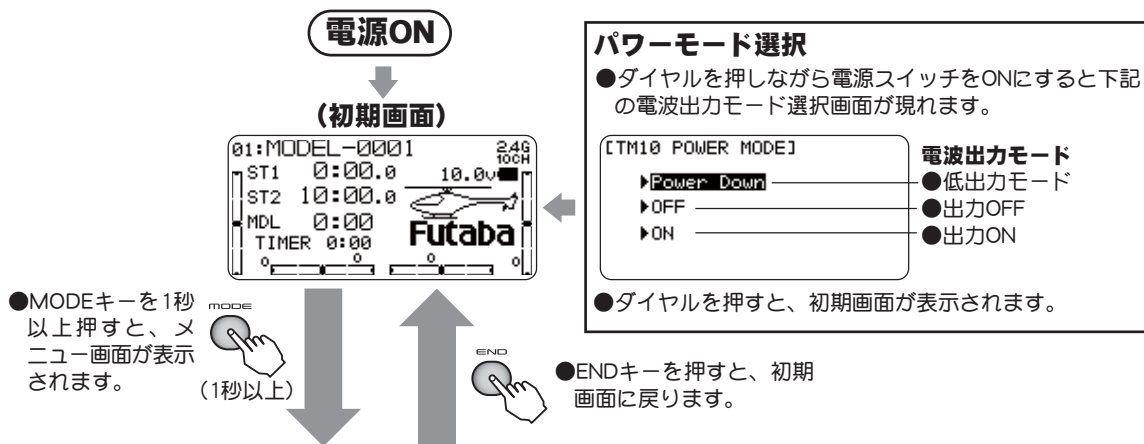 電源ON
(初期画面)
01:MODEL-0001 2.4G
10CH
ST1 0:00.0 10.0v
ST2 10:00.0
MDL 0:00
TIMER 0:00
Futaba
0 0 0 0
パワーモード選択
●ダイヤルを押しながら電源スイッチをONにすると下記
の電波出力モード選択画面が現れます。
[TM10 POWER MODE]
▶Power Down
▶OFF
▶ON
電波出力モード
●低出力モード
●出力OFF
●出力ON
●ダイヤルを押すと、初期画面が表示されます。
●MODEキーを1秒
以上押すと、メ
ニュー画面が表示
されます。
MODE
(1秒以上)
END
●ENDキーを押すと、初期
画面に戻ります。